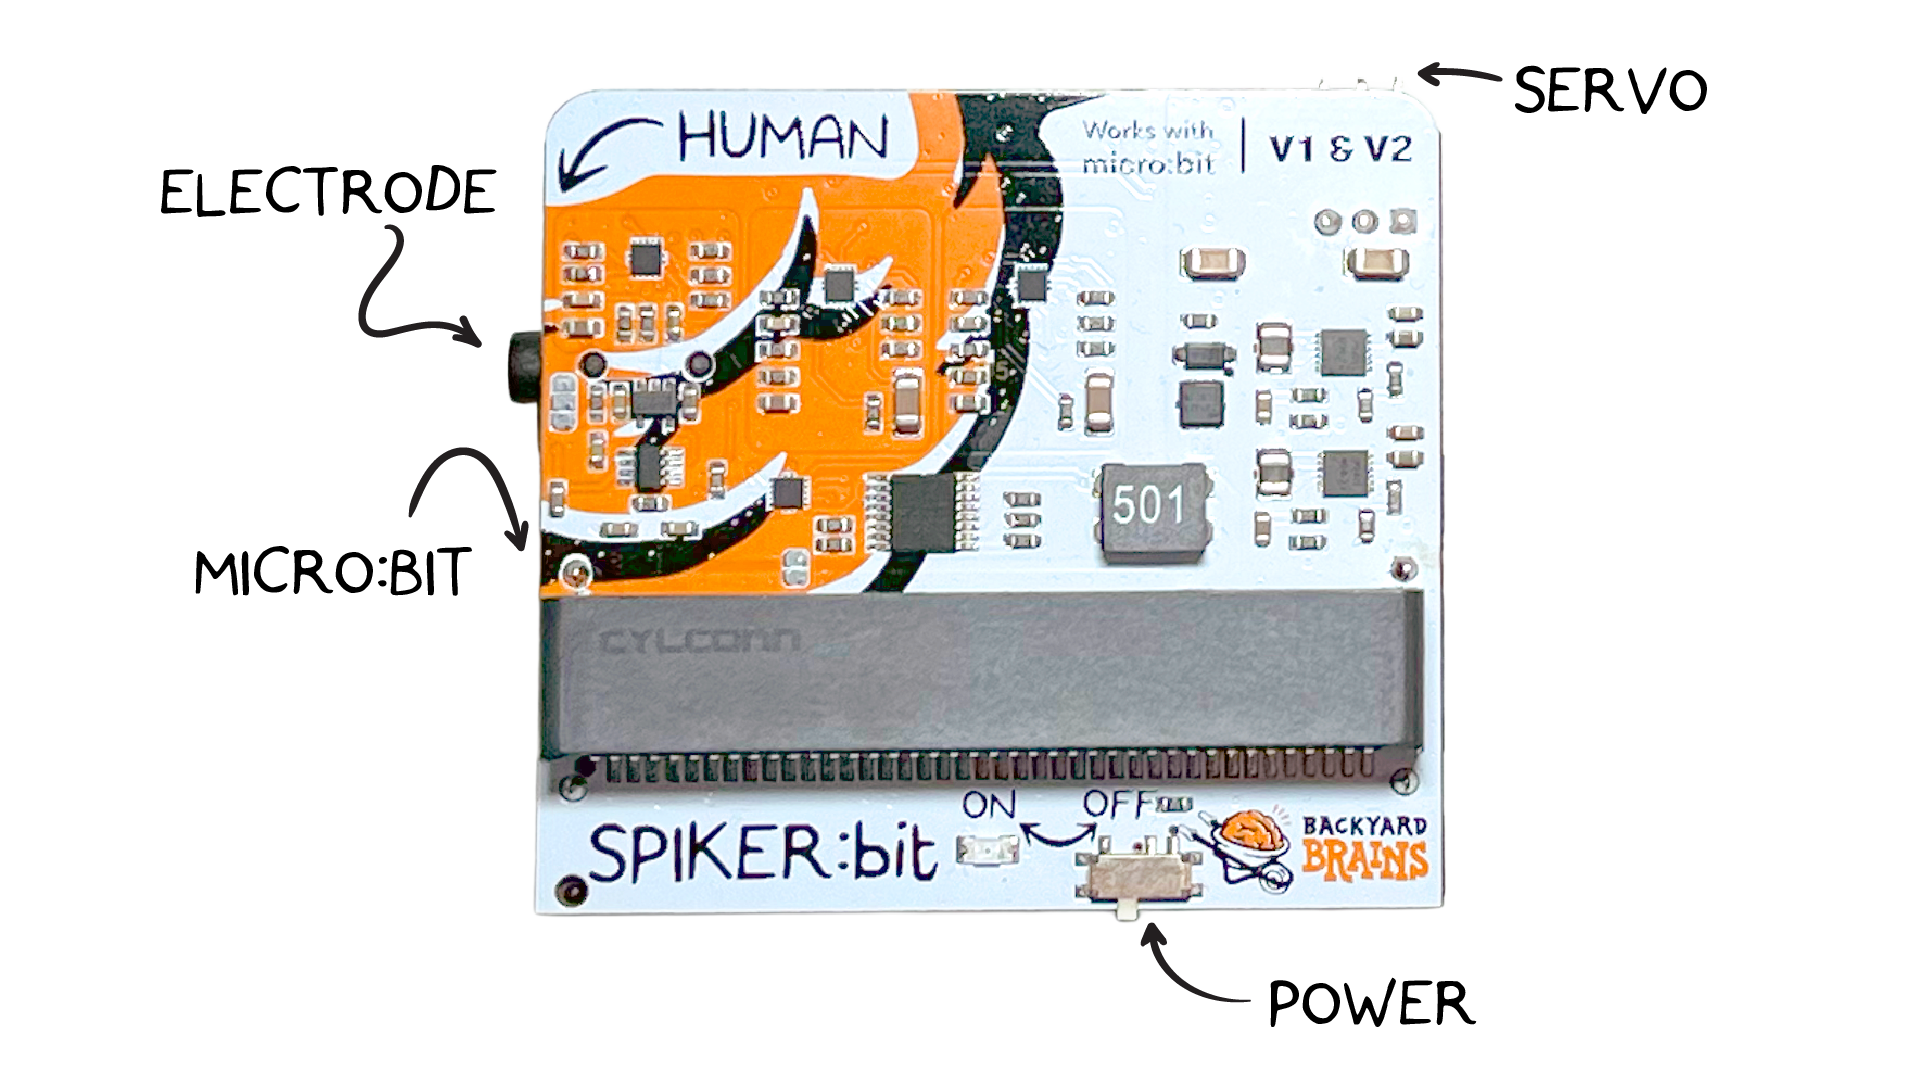 SERVO
HUMAN
Works with
micro:bit
V1 & V2
ELECTRODE
501
MICRO:BIT
CYLCONN
ON
OFF
SPIKER:bit
BACKYARD
BRAINS
POWER